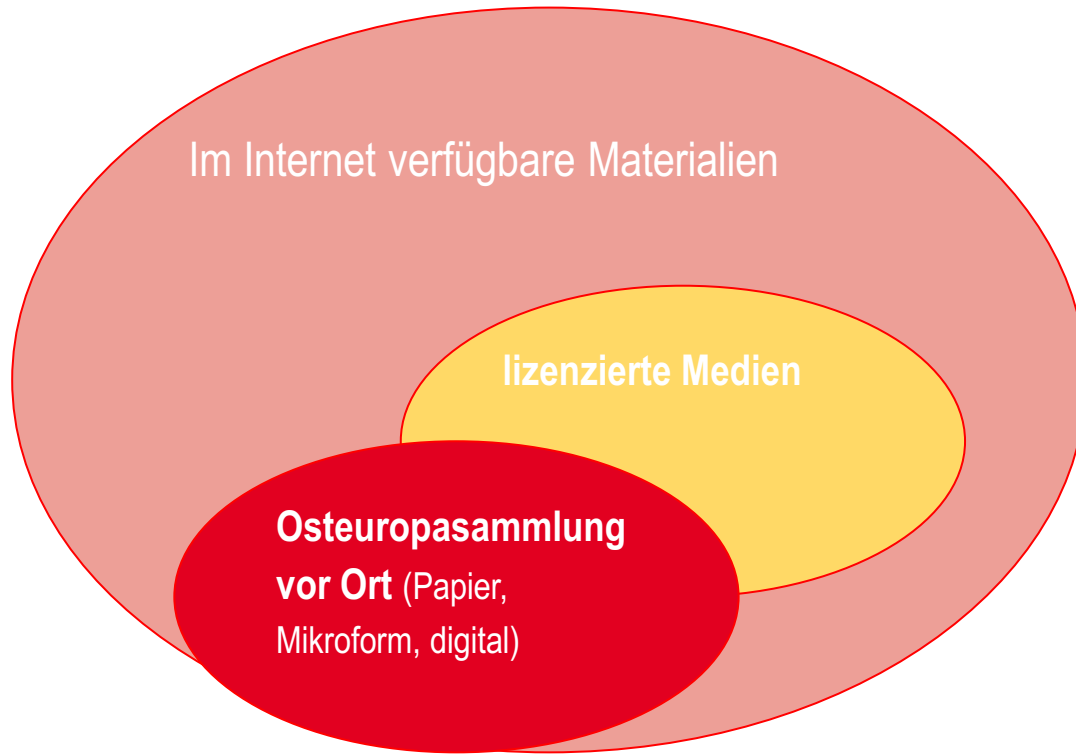 Im Internet verfügbare Materialien
lizenzierte Medien
Osteuropasammlung
vor Ort (Papier,
Mikroform, digital)